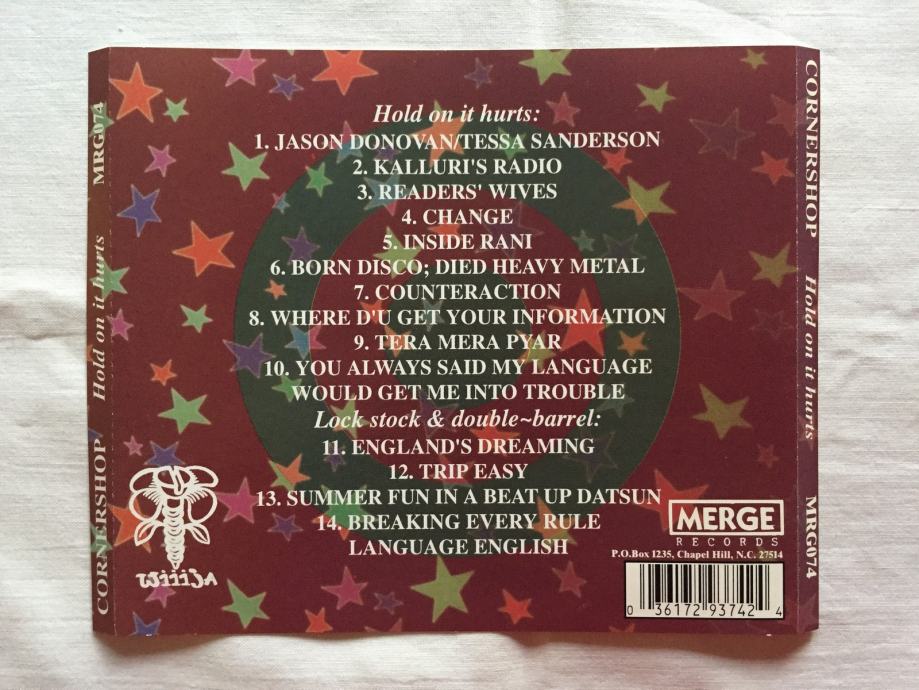 Hold on it hurts:
1. JASON DONOVAN/TESSA SANDERSON
2. KALLURI'S RADIO
3. READERS' WIVES
4. CHANGE
5. INSIDE RANI
6. BORN DISCO; DIED HEAVY METAL
7. COUNTERACTION
8. WHERE D'U GET YOUR INFORMATION
9. TERA MERA PYAR
10. YOU ALWAYS SAID MY LANGUAGE
WOULD GET ME INTO TROUBLE
Lock stock & double~barrel:
11. ENGLAND'S DREAMING
12. TRIP EASY
13. SUMMER FUN IN A BEAT UP DATSUN
14. BREAKING EVERY RULE
LANGUAGE ENGLISH
wiiija
MERGE
RECORDS
P.O.Box 1235, Chapel Hill, N.C. 27514
0 36172 93742 4
CORNERSHOP Hold on it hurts MRG074
CORNERSHOP Hold on it hurts MRG074